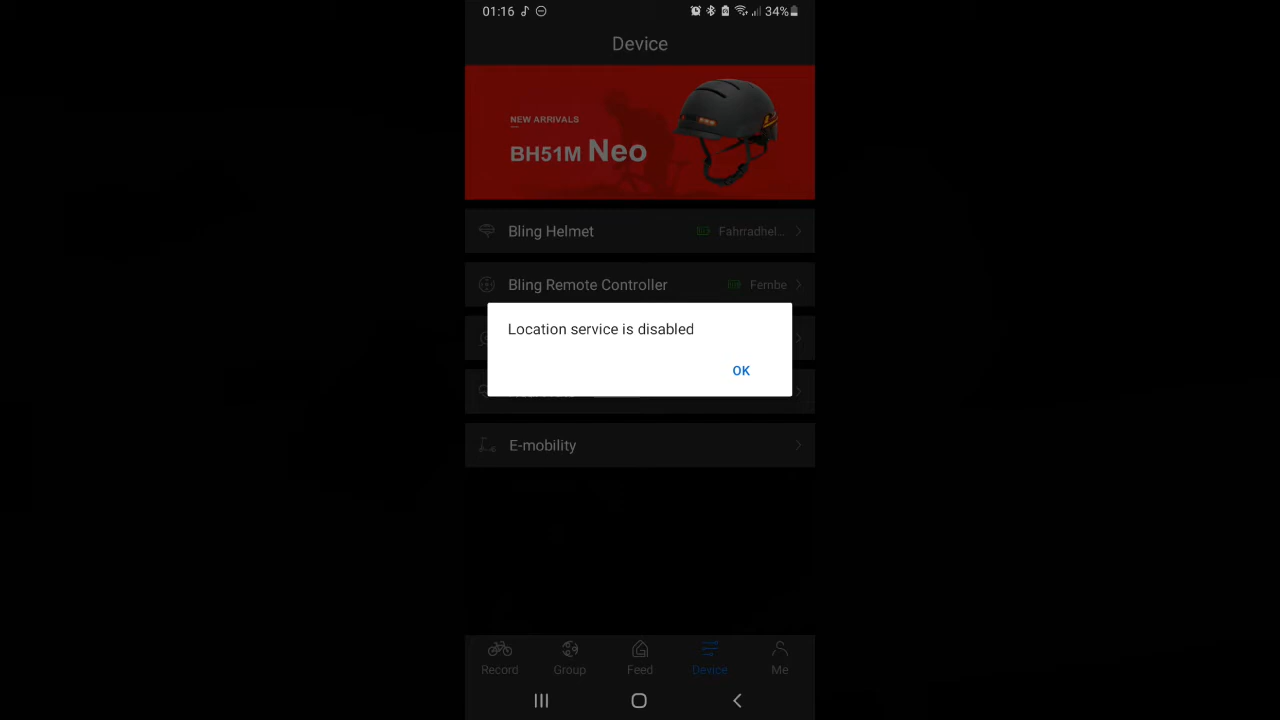 01:16
34%
Device
NEW ARRIVALS
BH51M Neo
Bling Helmet Fahrradhel...
Bling Remote Controller Fernbe
Location service is disabled
OK
E-mobility
Record Group Feed Device Me